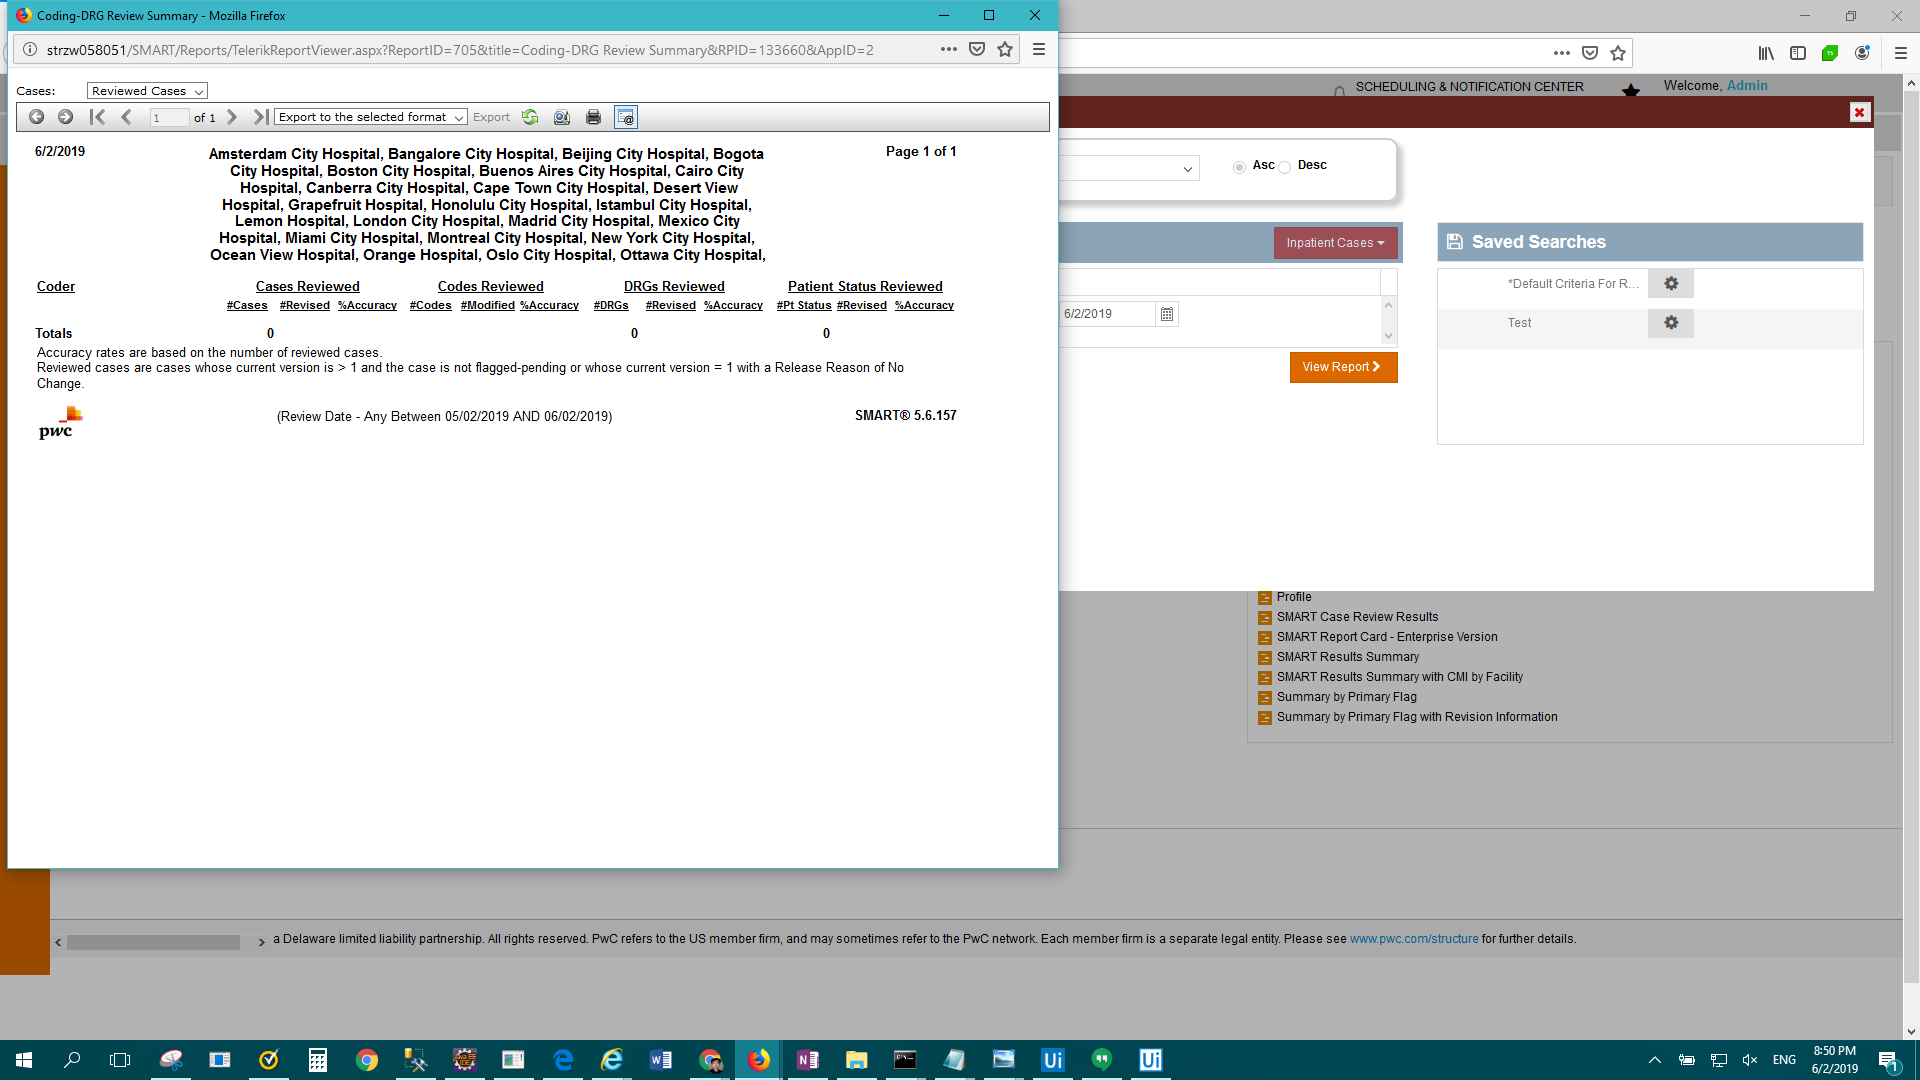 Coding-DRG Review Summary - Mozilla Firefox
strzw058051/SMART/Reports/TelerikReportViewer.aspx?ReportID=705&title=Coding-DRG Review Summary&RPID=133660&AppID=2
Cases: Reviewed Cases
1 of 1 Export to the selected format Export
6/2/2019
Amsterdam City Hospital, Bangalore City Hospital, Beijing City Hospital, Bogota
City Hospital, Boston City Hospital, Buenos Aires City Hospital, Cairo City
Hospital, Canberra City Hospital, Cape Town City Hospital, Desert View
Hospital, Grapefruit Hospital, Honolulu City Hospital, Istambul City Hospital,
Lemon Hospital, London City Hospital, Madrid City Hospital, Mexico City
Hospital, Miami City Hospital, Montreal City Hospital, New York City Hospital,
Ocean View Hospital, Orange Hospital, Oslo City Hospital, Ottawa City Hospital,
Page 1 of 1
Coder Cases Reviewed Codes Reviewed DRGs Reviewed Patient Status Reviewed
#Cases #Revised %Accuracy #Codes #Modified %Accuracy #DRGs #Revised %Accuracy #Pt Status #Revised %Accuracy
Totals 0 0 0
Accuracy rates are based on the number of reviewed cases.
Reviewed cases are cases whose current version is > 1 and the case is not flagged-pending or whose current version = 1 with a Release Reason of No
Change.
pwc
(Review Date - Any Between 05/02/2019 AND 06/02/2019)
SMART® 5.6.157
SCHEDULING & NOTIFICATION CENTER
Welcome, Admin
Asc Desc
Inpatient Cases
6/2/2019
View Report
Saved Searches
*Default Criteria For R...
Test
Profile
SMART Case Review Results
SMART Report Card - Enterprise Version
SMART Results Summary
SMART Results Summary with CMI by Facility
Summary by Primary Flag
Summary by Primary Flag with Revision Information
a Delaware limited liability partnership. All rights reserved. PwC refers to the US member firm, and may sometimes refer to the PwC network. Each member firm is a separate legal entity. Please see www.pwc.com/structure for further details.
ENG
8:50 PM
6/2/2019
1